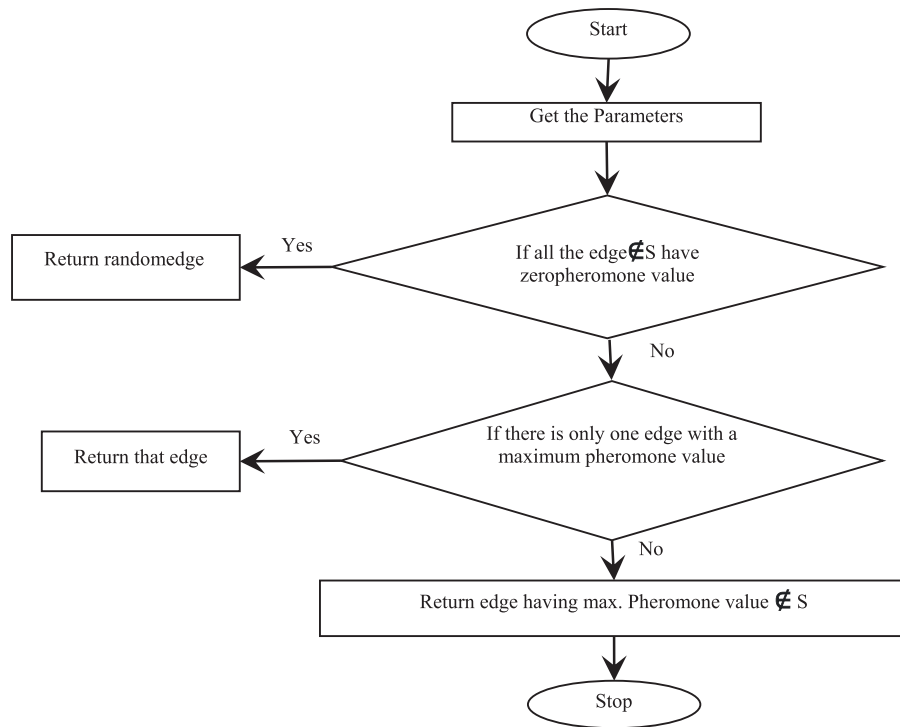 Start
Get the Parameters
If all the edge∉S have
zeropheromone value
Yes
Return randomedge
No
If there is only one edge with a
maximum pheromone value
Yes
Return that edge
No
Return edge having max. Pheromone value ∉ S
Stop